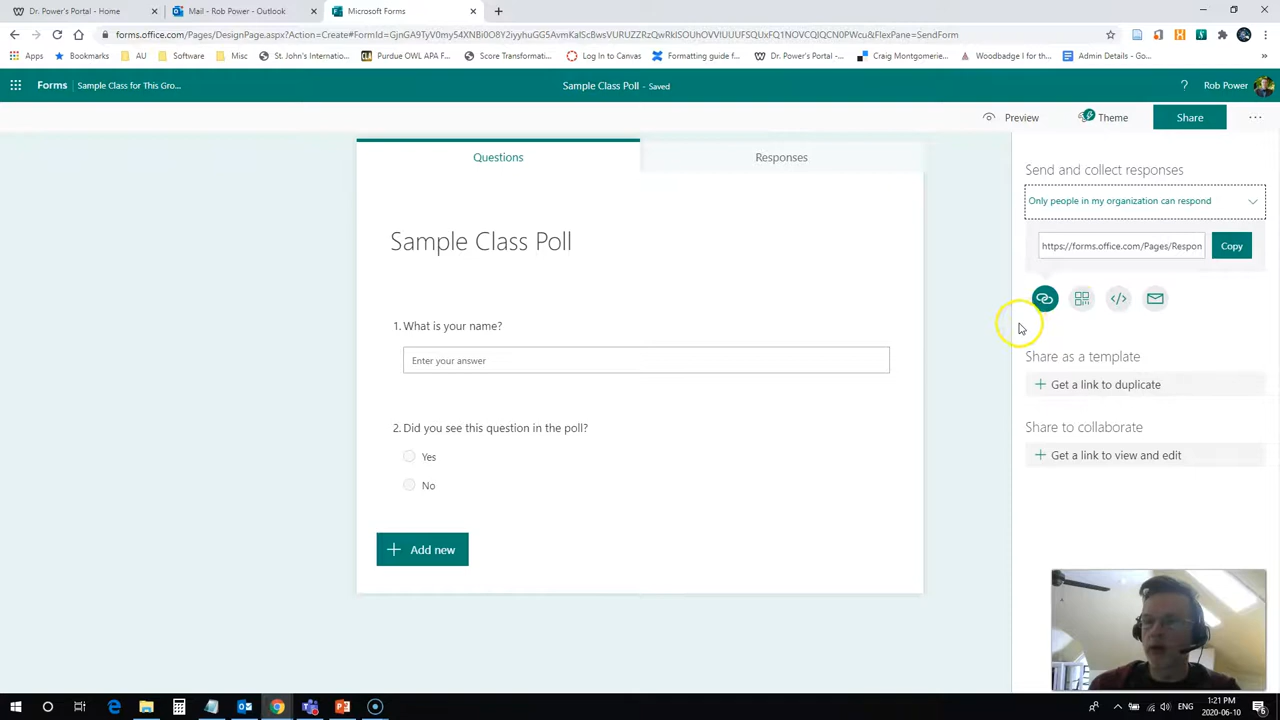 Dr. Power's Portal - Home
Mail - Rob Power - Outlook
Microsoft Forms
forms.office.com/Pages/DesignPage.aspx?Action=Create#FormId=GjnGA9TyV0my54XNBi0O8Y2iyyhuGG5AvmKaIScBwsVURUZZRzQwRkISOUhOVVlUUUFSQxFQ1NOVCQlQCN0PWcu&FlexPane=SendForm
Apps
Bookmarks
AU
Software
Misc
St. John's Internatio...
Purdue OWL APA F...
Score Transformatio...
Log In to Canvas
Formatting guide f...
Dr. Power's Portal -...
Craig Montgomerie...
Woodbadge I for th...
Admin Details - Go...
»
Forms
Sample Class for This Gro...
Sample Class Poll - Saved
?
Rob Power
Preview
Theme
Share
...
Questions
Responses
Sample Class Poll
1. What is your name?
Enter your answer
2. Did you see this question in the poll?
Yes
No
+ Add new
Send and collect responses
Only people in my organization can respond
https://forms.office.com/Pages/Respon
Copy
Share as a template
+ Get a link to duplicate
Share to collaborate
+ Get a link to view and edit
ENG
1:21 PM
2020-06-10